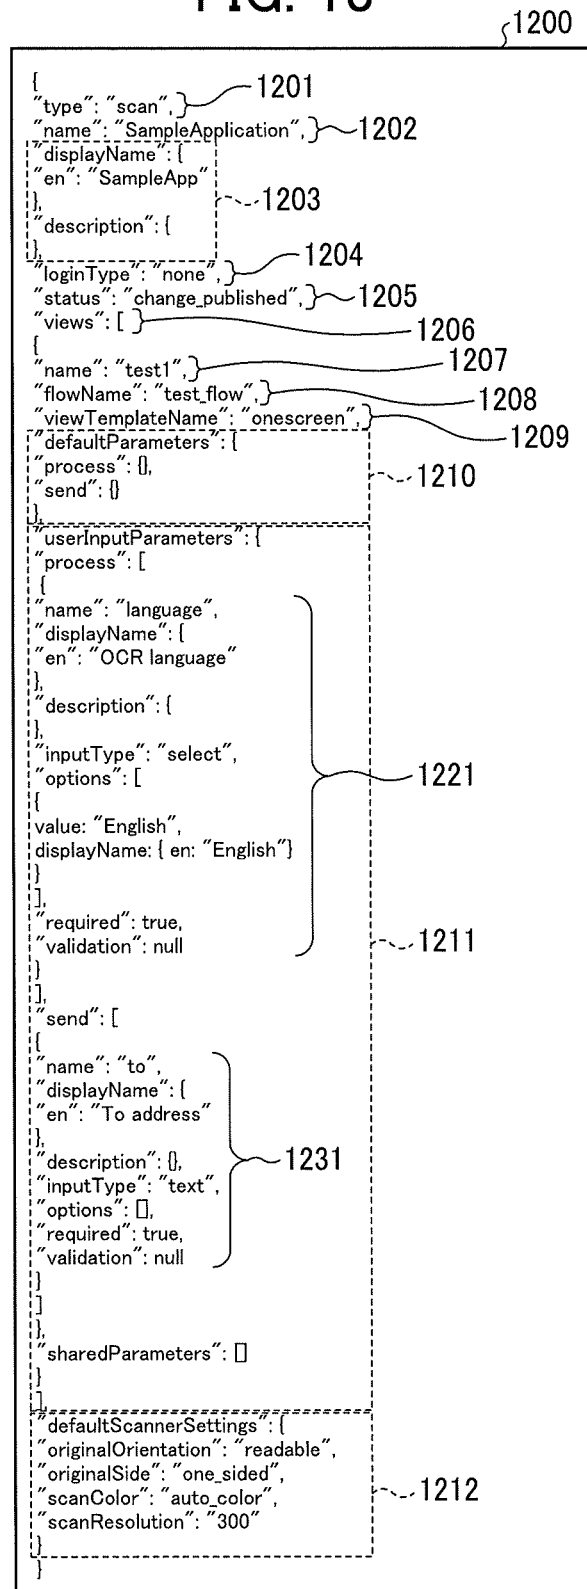 1200
{
"type": "scan", 1201
"name": "SampleApplication", 1202
"displayName": {
"en": "SampleApp"
}, 1203
"description": {
},
"loginType": "none", 1204
"status": "change_published", 1205
"views": [ 1206
{
"name": "test1", 1207
"flowName": "test_flow", 1208
"viewTemplateName": "onescreen", 1209
"defaultParameters": {
"process": {}, 1210
"send": {}
},
"userInputParameters": {
"process": [
{
"name": "language",
"displayName": {
"en": "OCR language"
},
"description": {
},
"inputType": "select",
"options": [ 1221
{
value: "English",
displayName: { en: "English"}
}
],
"required": true,
"validation": null 1211
}
],
"send": [
{
"name": "to",
"displayName": {
"en": "To address"
},
"description": {}, 1231
"inputType": "text",
"options": [],
"required": true,
"validation": null
}
]
},
"sharedParameters": []
}
],
"defaultScannerSettings": {
"originalOrientation": "readable",
"originalSide": "one_sided",
"scanColor": "auto_color", 1212
"scanResolution": "300"
}
}